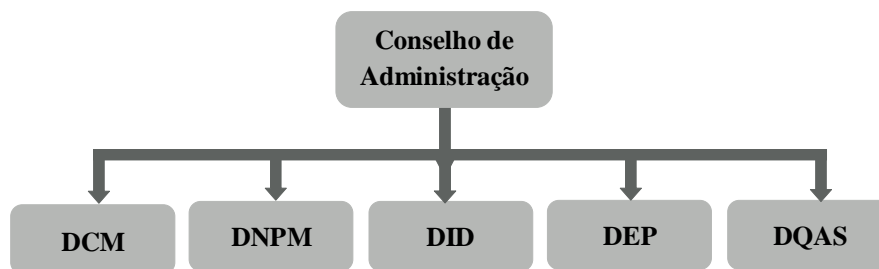 Conselho de
Administração
DCM
DNPM
DID
DEP
DQAS